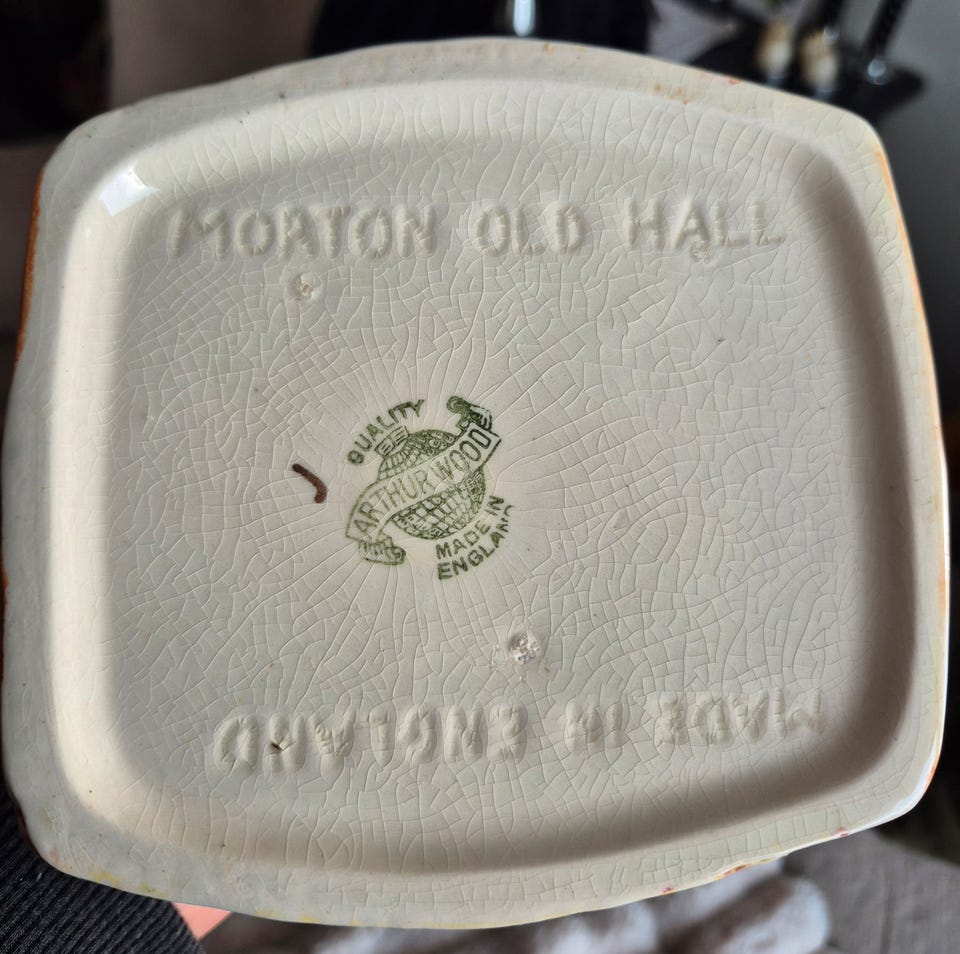 MORTON OLD HALL
QUALITY
ARTHUR WOOD
MADE IN
ENGLAND
MADE IN ENGLAND